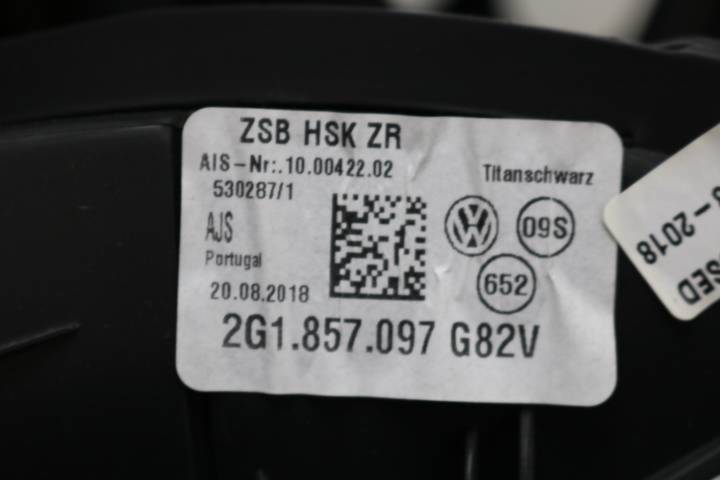 ZSB HSK ZR
AIS-Nr:.10.00422.02
530287/1
Titanschwarz
AJS
Portugal
20.08.2018
09S
652
2G1.857.097 G82V
-2018